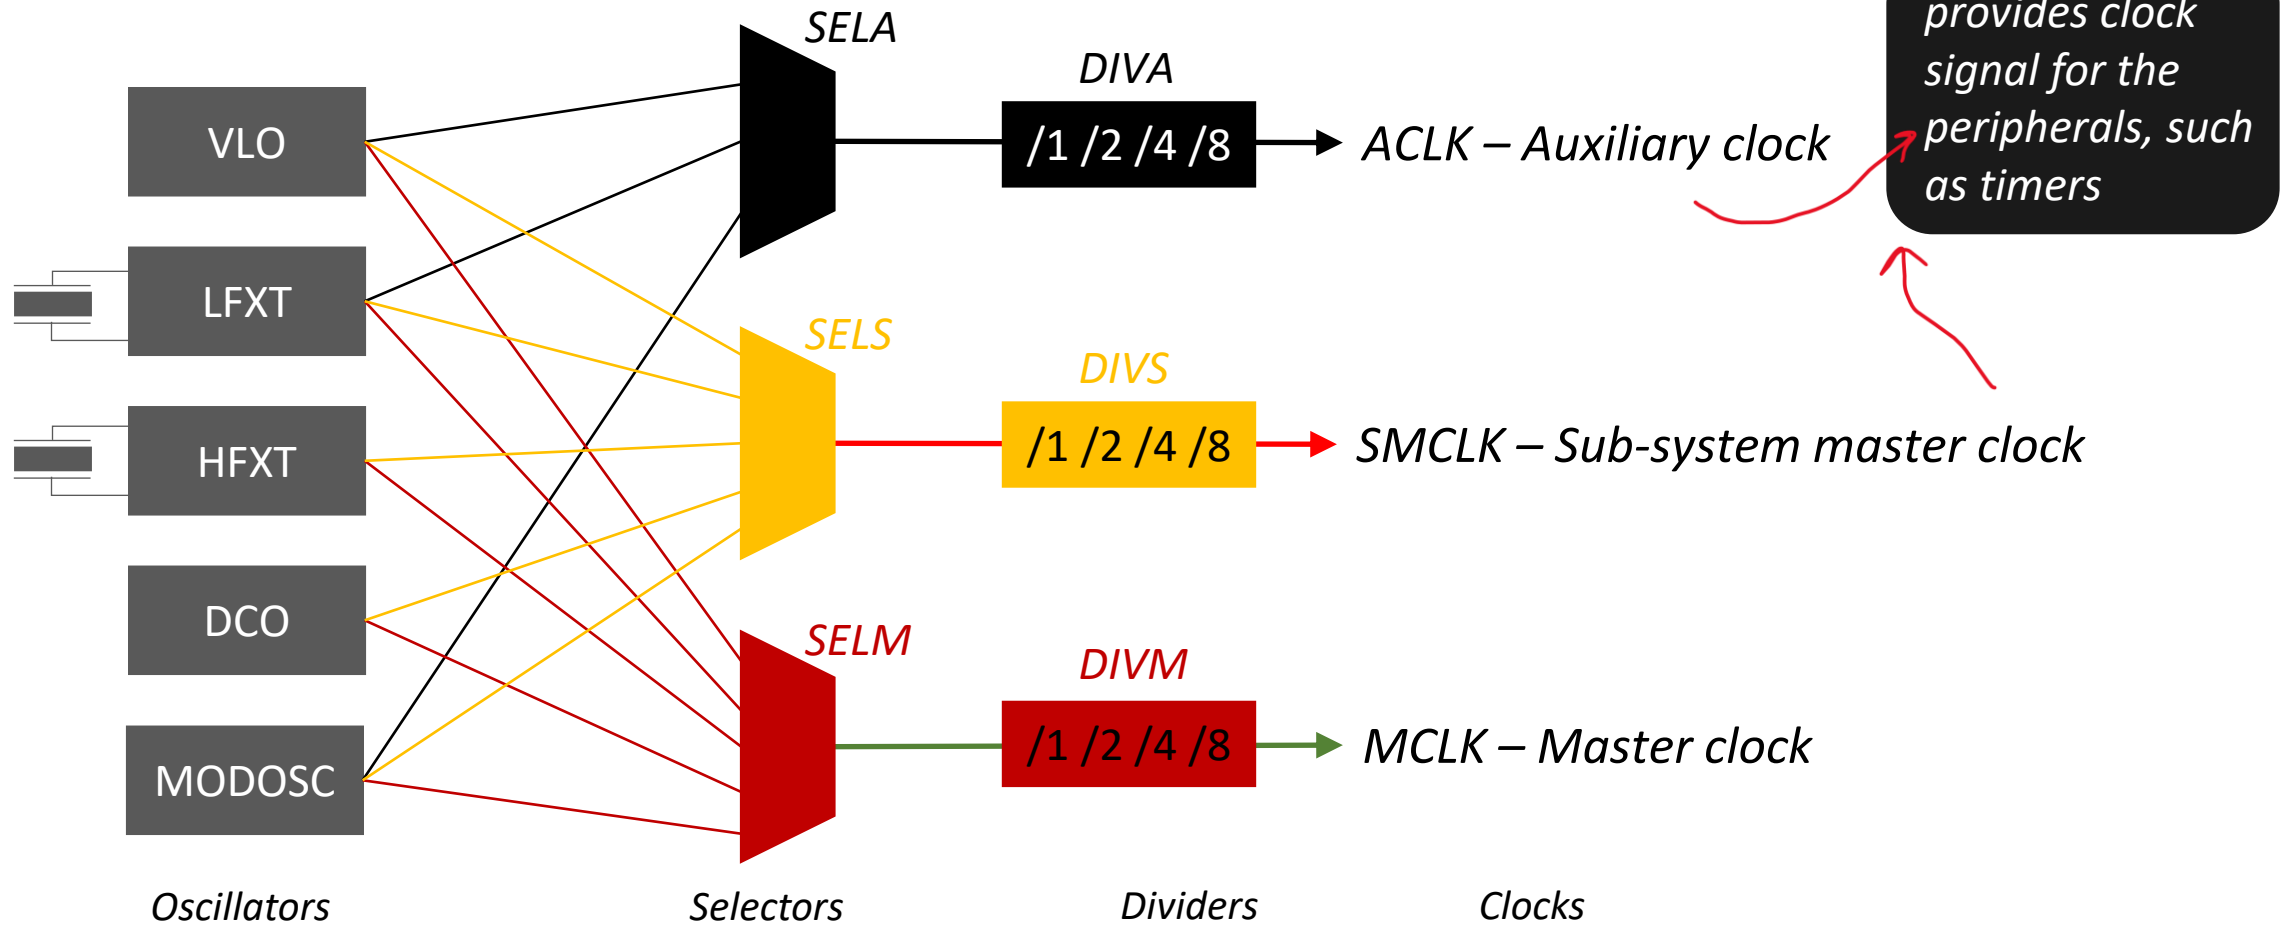 SELA
provides clock
signal for the
peripherals, such
as timers
DIVA
VLO
/1 /2 /4 /8
ACLK – Auxiliary clock
LFXT
SELS
DIVS
HFXT
/1 /2 /4 /8
SMCLK – Sub-system master clock
DCO
SELM
DIVM
MODOSC
/1 /2 /4 /8
MCLK – Master clock
Oscillators
Selectors
Dividers
Clocks